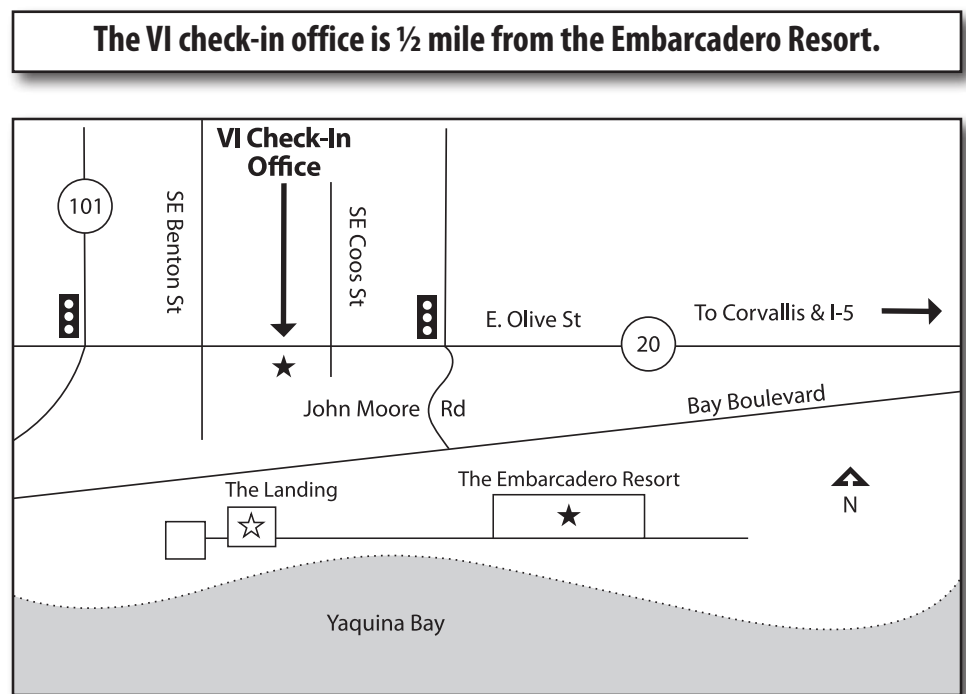 The VI check-in office is ½ mile from the Embarcadero Resort.
VI Check-In
Office
101
SE Benton St
SE Coos St
E. Olive St
To Corvallis & I-5
20
John Moore Rd
Bay Boulevard
The Landing
The Embarcadero Resort
N
Yaquina Bay